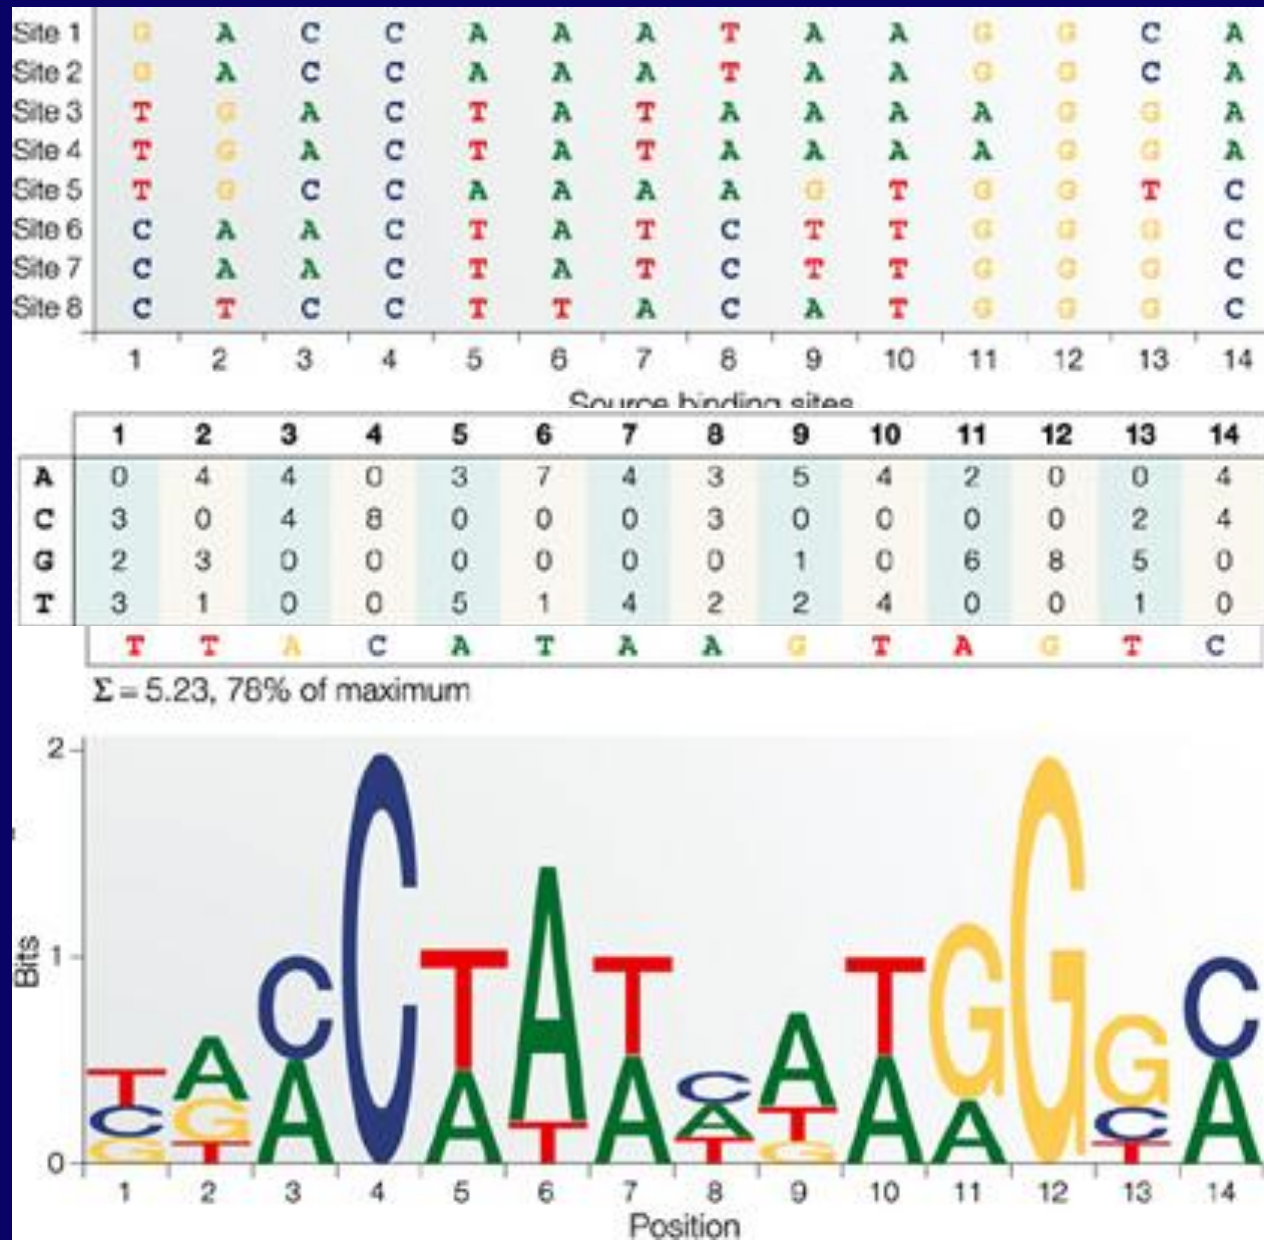 Site 1 G A C C A A A T A A G G C A
Site 2 G A C C A A A T A A G G C A
Site 3 T G A C T A T A A A A G G A
Site 4 T G A C T A T A A A A G G A
Site 5 T G C C A A A A G T G G T C
Site 6 C A A C T A T C T T G G G C
Site 7 C A A C T A T C T T G G G C
Site 8 C T C C T T A C A T G G G C
1 2 3 4 5 6 7 8 9 10 11 12 13 14
Source binding sites
1 2 3 4 5 6 7 8 9 10 11 12 13 14
A 0 4 4 0 3 7 4 3 5 4 2 0 0 4
C 3 0 4 8 0 0 0 3 0 0 0 0 2 4
G 2 3 0 0 0 0 0 0 1 0 6 8 5 0
T 3 1 0 0 5 1 4 2 2 4 0 0 1 0
T T A C A T A A G T A G T C
Σ = 5.23, 78% of maximum
2
1
0
Bits
T A C C T A T C A T G G G C
C G A A T A A T A A C A
G T T G T
1 2 3 4 5 6 7 8 9 10 11 12 13 14
Position